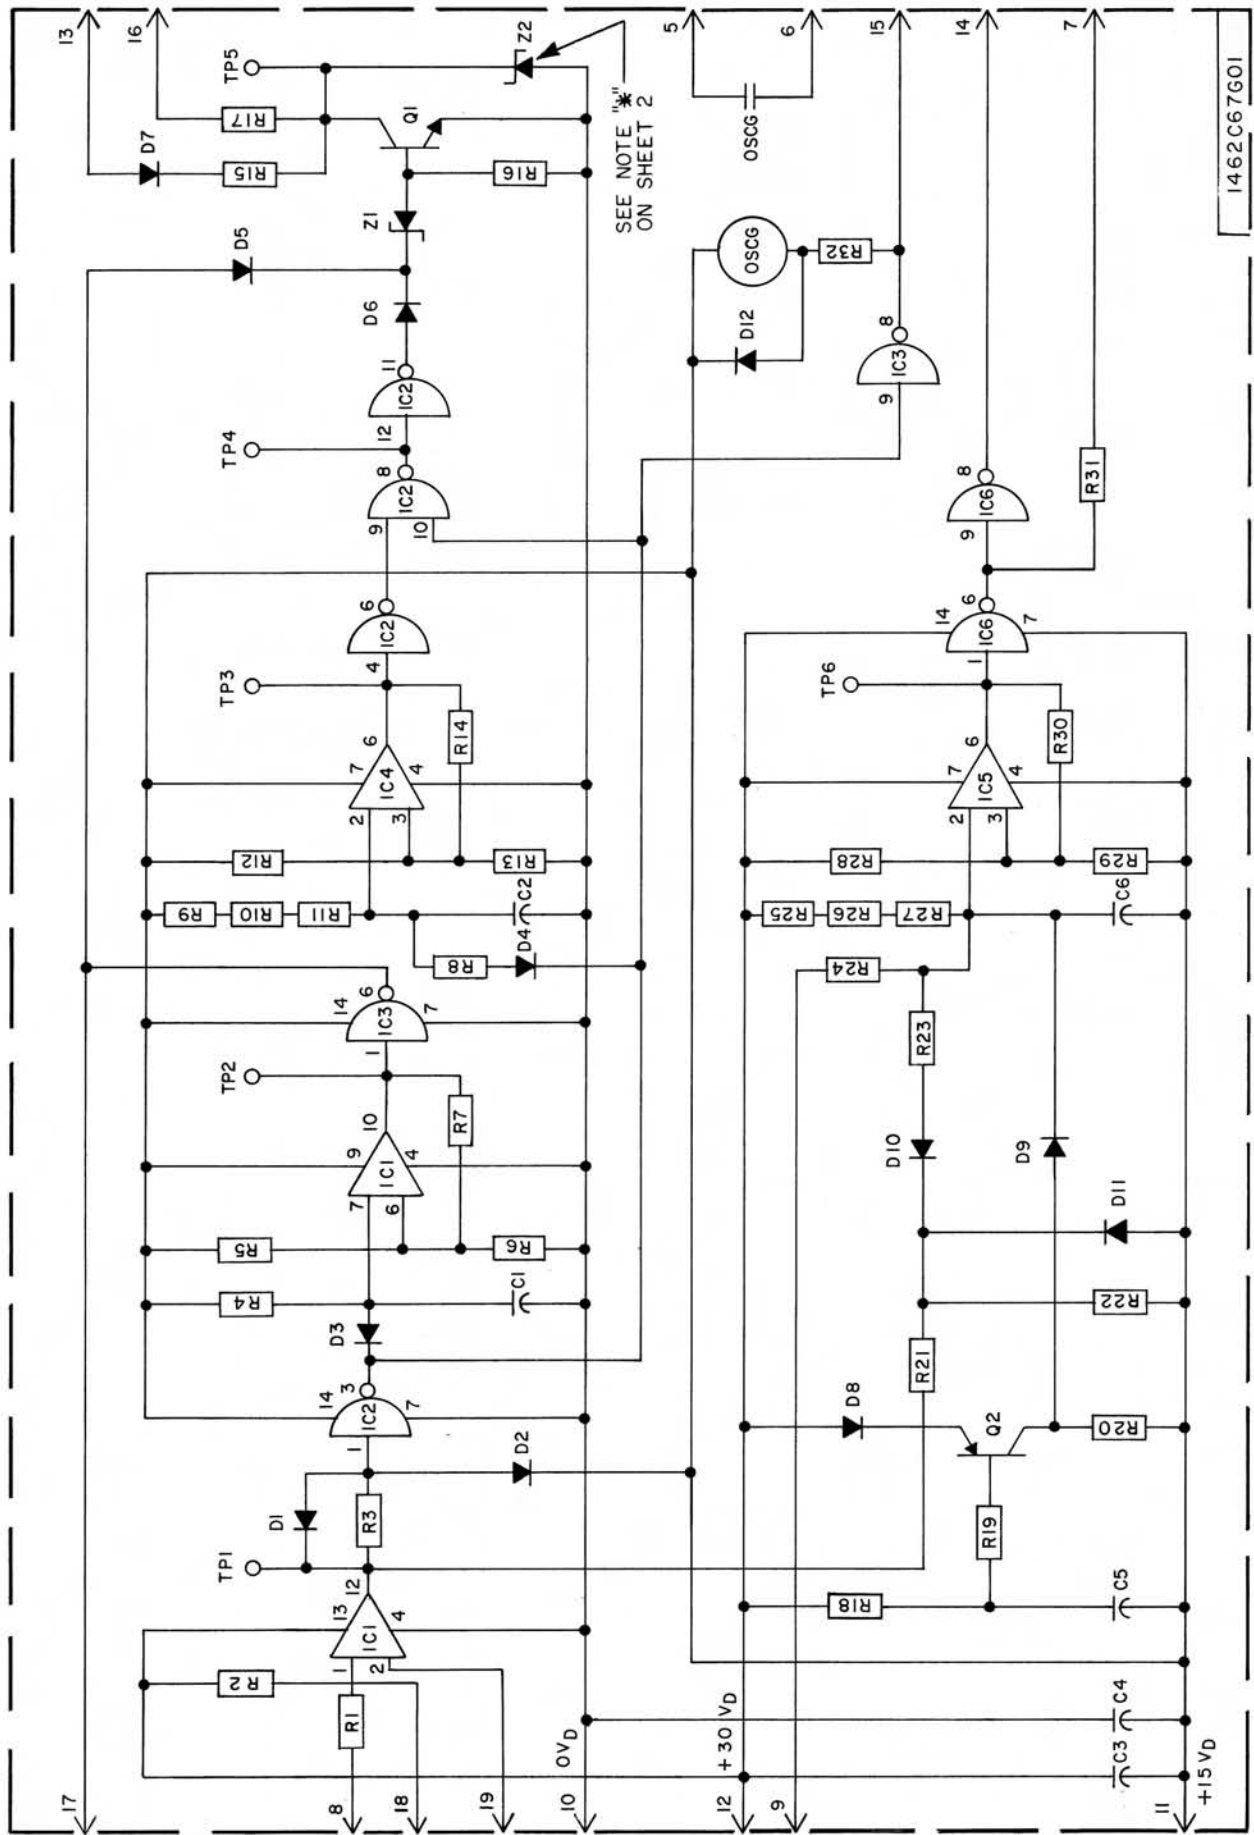 13
16
TP5
Z2
R17
D7
R15
Q1
R16
SEE NOTE "*"
ON SHEET 2
5
6
15
14
7
OSCG
1462C67G01
D5
Z1
D6
OSCG
R32
D12
11
IC2
12
8
IC3
9
TP4
8
IC2
9
10
8
IC6
9
R31
6
IC2
4
14
6
IC6
7
1
TP3
TP6
R14
R30
6
7
IC4
4
2
3
6
7
IC5
4
2
3
R12
R13
R28
R29
R9
R10
R11
C2
R25
R26
R27
C6
R8
D4
R24
14
6
IC3
7
1
R23
TP2
10
9
IC1
4
7
6
R7
D10
D9
D11
R5
R6
R4
C1
R22
D3
R21
14
3
IC2
7
1
D8
Q2
R20
D2
D1
R3
R19
TP1
12
13
IC1
4
1
2
R18
C5
R2
R1
0VD
+30 VD
C3
C4
17
8
18
19
10
12
9
11
+15VD